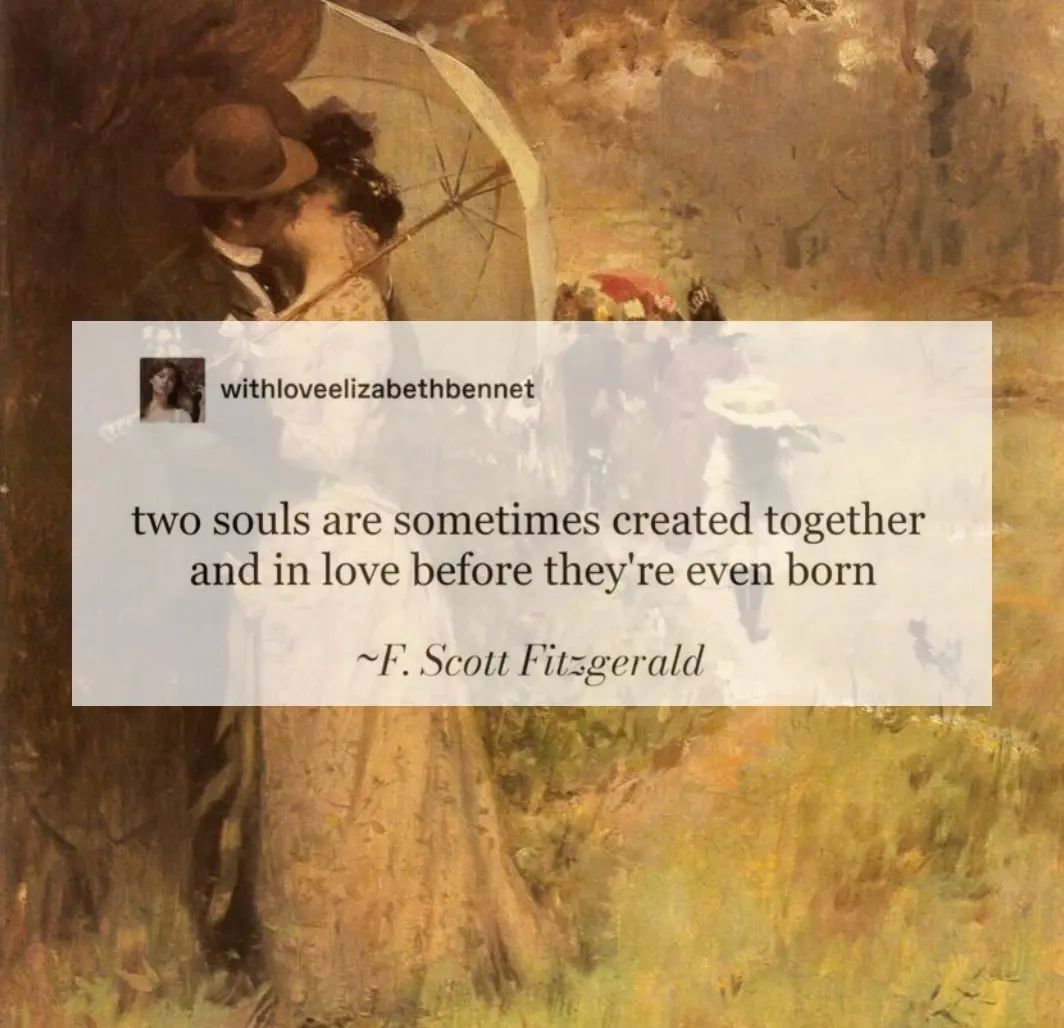 withloveelizabethbennet
two souls are sometimes created together
and in love before they're even born
~F. Scott Fitzgerald